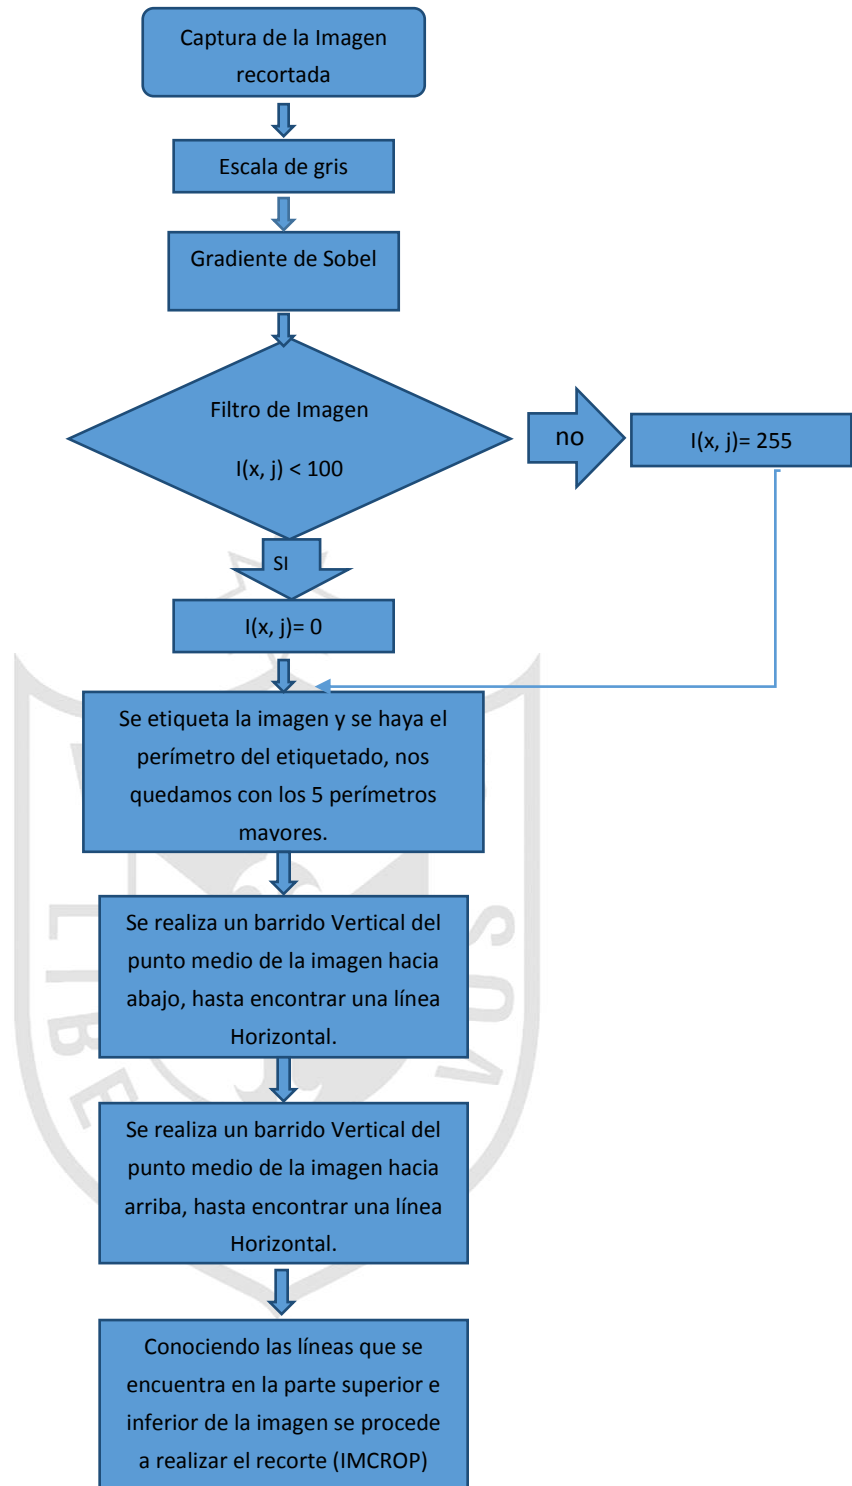 Captura de la Imagen
recortada
Escala de gris
Gradiente de Sobel
Filtro de Imagen
I(x, j) < 100
no
I(x, j)= 255
SI
I(x, j)= 0
Se etiqueta la imagen y se haya el
perímetro del etiquetado, nos
quedamos con los 5 perímetros
mayores.
Se realiza un barrido Vertical del
punto medio de la imagen hacia
abajo, hasta encontrar una línea
Horizontal.
Se realiza un barrido Vertical del
punto medio de la imagen hacia
arriba, hasta encontrar una línea
Horizontal.
Conociendo las líneas que se
encuentra en la parte superior e
inferior de la imagen se procede
a realizar el recorte (IMCROP)